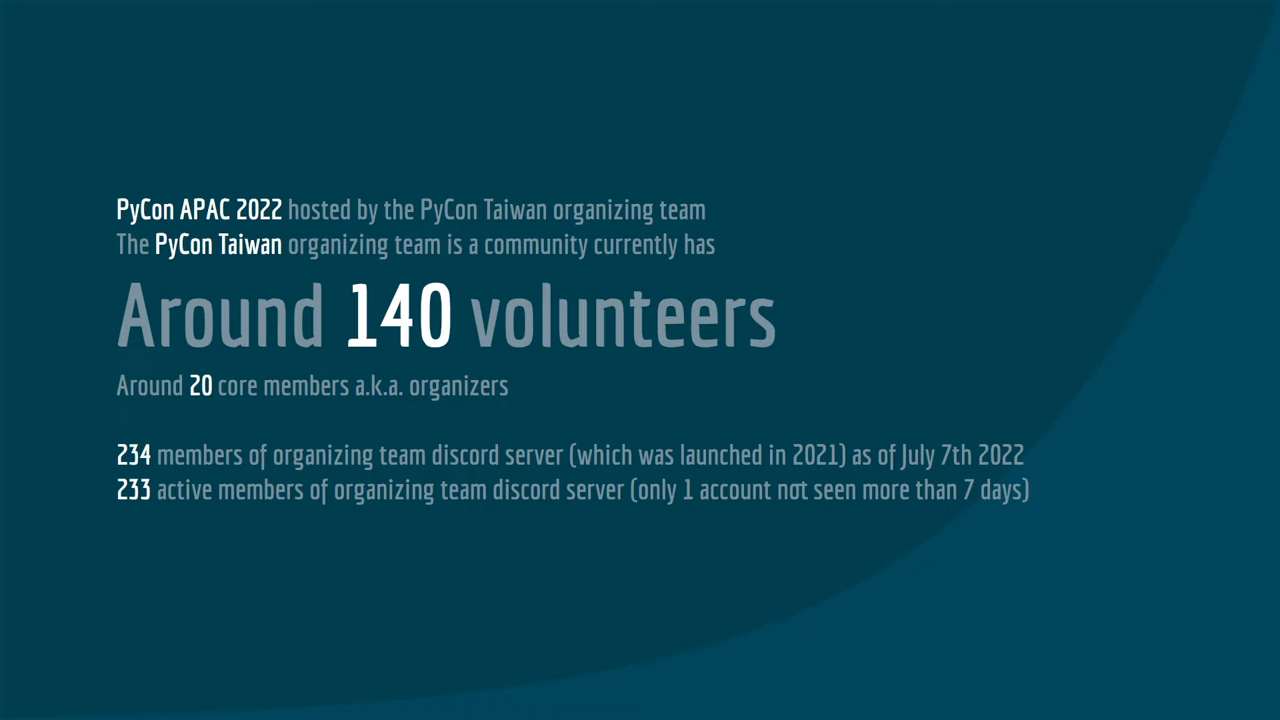 PyCon APAC 2022 hosted by the PyCon Taiwan organizing team
The PyCon Taiwan organizing team is a community currently has
Around 140 volunteers
Around 20 core members a.k.a. organizers
234 members of organizing team discord server (which was launched in 2021) as of July 7th 2022
233 active members of organizing team discord server (only 1 account not seen more than 7 days)